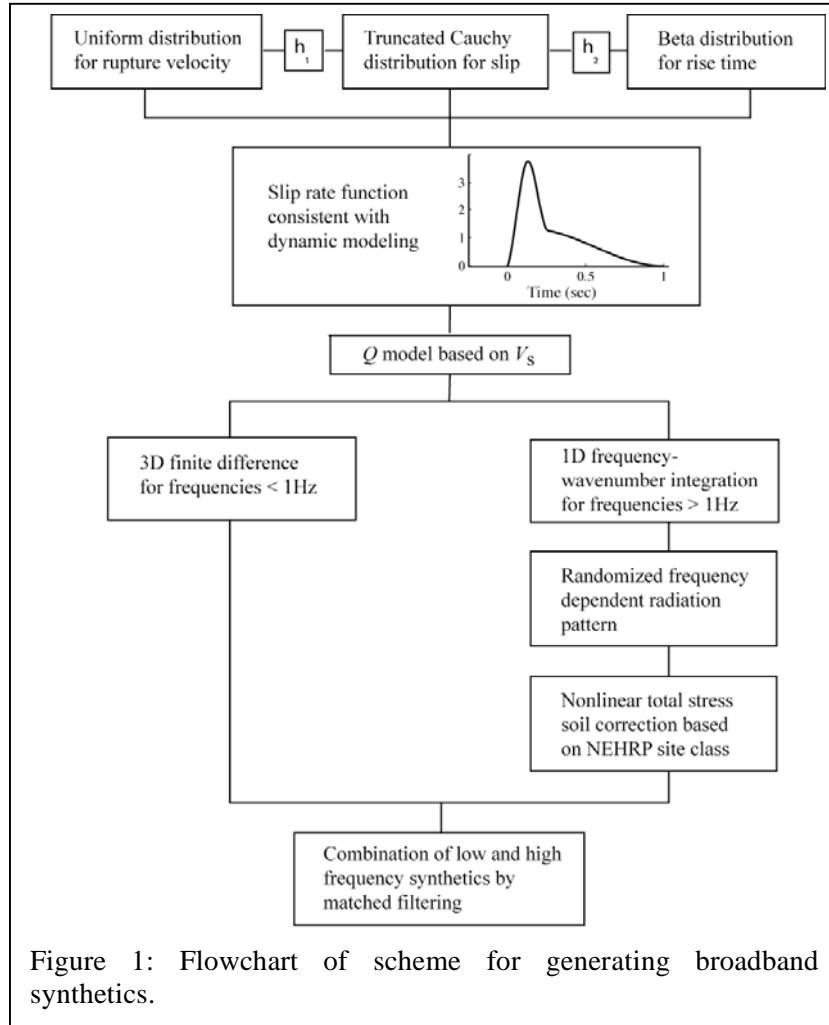 Uniform distribution
for rupture velocity
h
1
Truncated Cauchy
distribution for slip
h
2
Beta distribution
for rise time
Slip rate function
consistent with
dynamic modeling
3
2
1
0
0
0.5
1
Time (sec)
Q model based on VS
3D finite difference
for frequencies < 1Hz
1D frequency-
wavenumber integration
for frequencies > 1Hz
Randomized frequency
dependent radiation
pattern
Nonlinear total stress
soil correction based
on NEHRP site class
Combination of low and high
frequency synthetics by
matched filtering
Figure 1: Flowchart of scheme for generating broadband
synthetics.